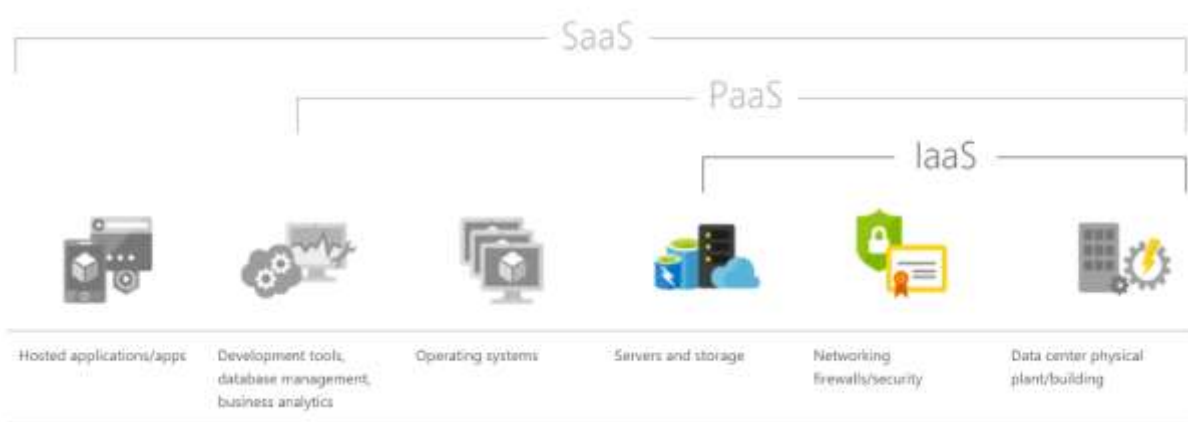 SaaS
PaaS
IaaS
Hosted applications/apps
Development tools,
database management,
business analytics
Operating systems
Servers and storage
Networking
firewalls/security
Data center physical
plant/building